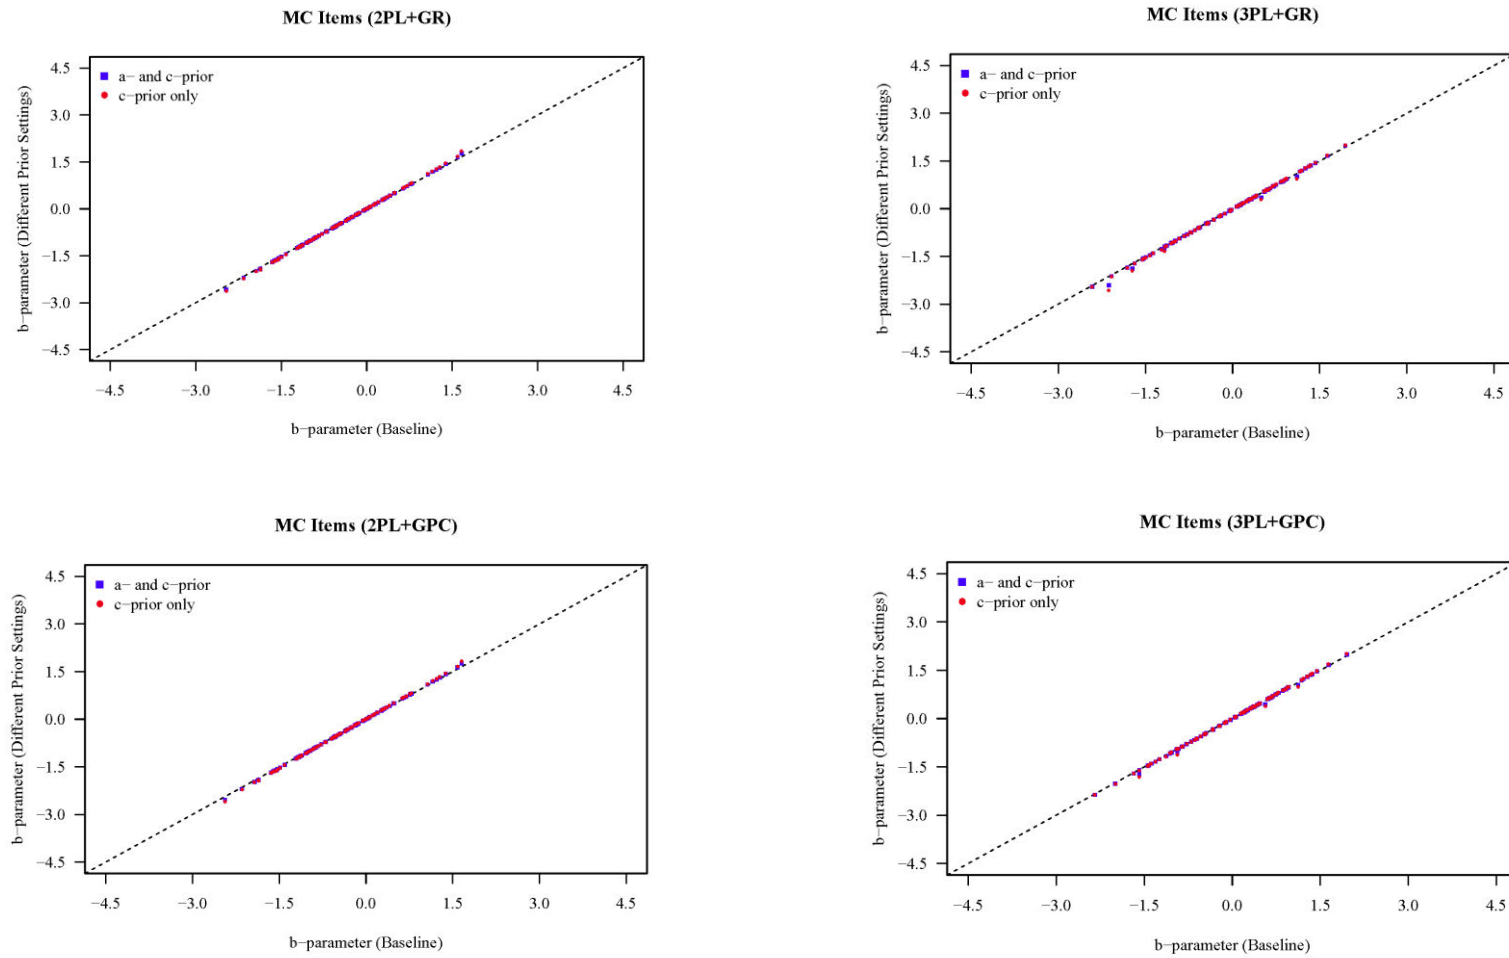 MC Items (2PL+GR)
b−parameter (Different Prior Settings)
a− and c−prior
c−prior only
4.5
3.0
1.5
0.0
−1.5
−3.0
−4.5
−4.5 −3.0 −1.5 0.0 1.5 3.0 4.5
b−parameter (Baseline)
MC Items (3PL+GR)
b−parameter (Different Prior Settings)
a− and c−prior
c−prior only
4.5
3.0
1.5
0.0
−1.5
−3.0
−4.5
−4.5 −3.0 −1.5 0.0 1.5 3.0 4.5
b−parameter (Baseline)
MC Items (2PL+GPC)
b−parameter (Different Prior Settings)
a− and c−prior
c−prior only
4.5
3.0
1.5
0.0
−1.5
−3.0
−4.5
−4.5 −3.0 −1.5 0.0 1.5 3.0 4.5
b−parameter (Baseline)
MC Items (3PL+GPC)
b−parameter (Different Prior Settings)
a− and c−prior
c−prior only
4.5
3.0
1.5
0.0
−1.5
−3.0
−4.5
−4.5 −3.0 −1.5 0.0 1.5 3.0 4.5
b−parameter (Baseline)